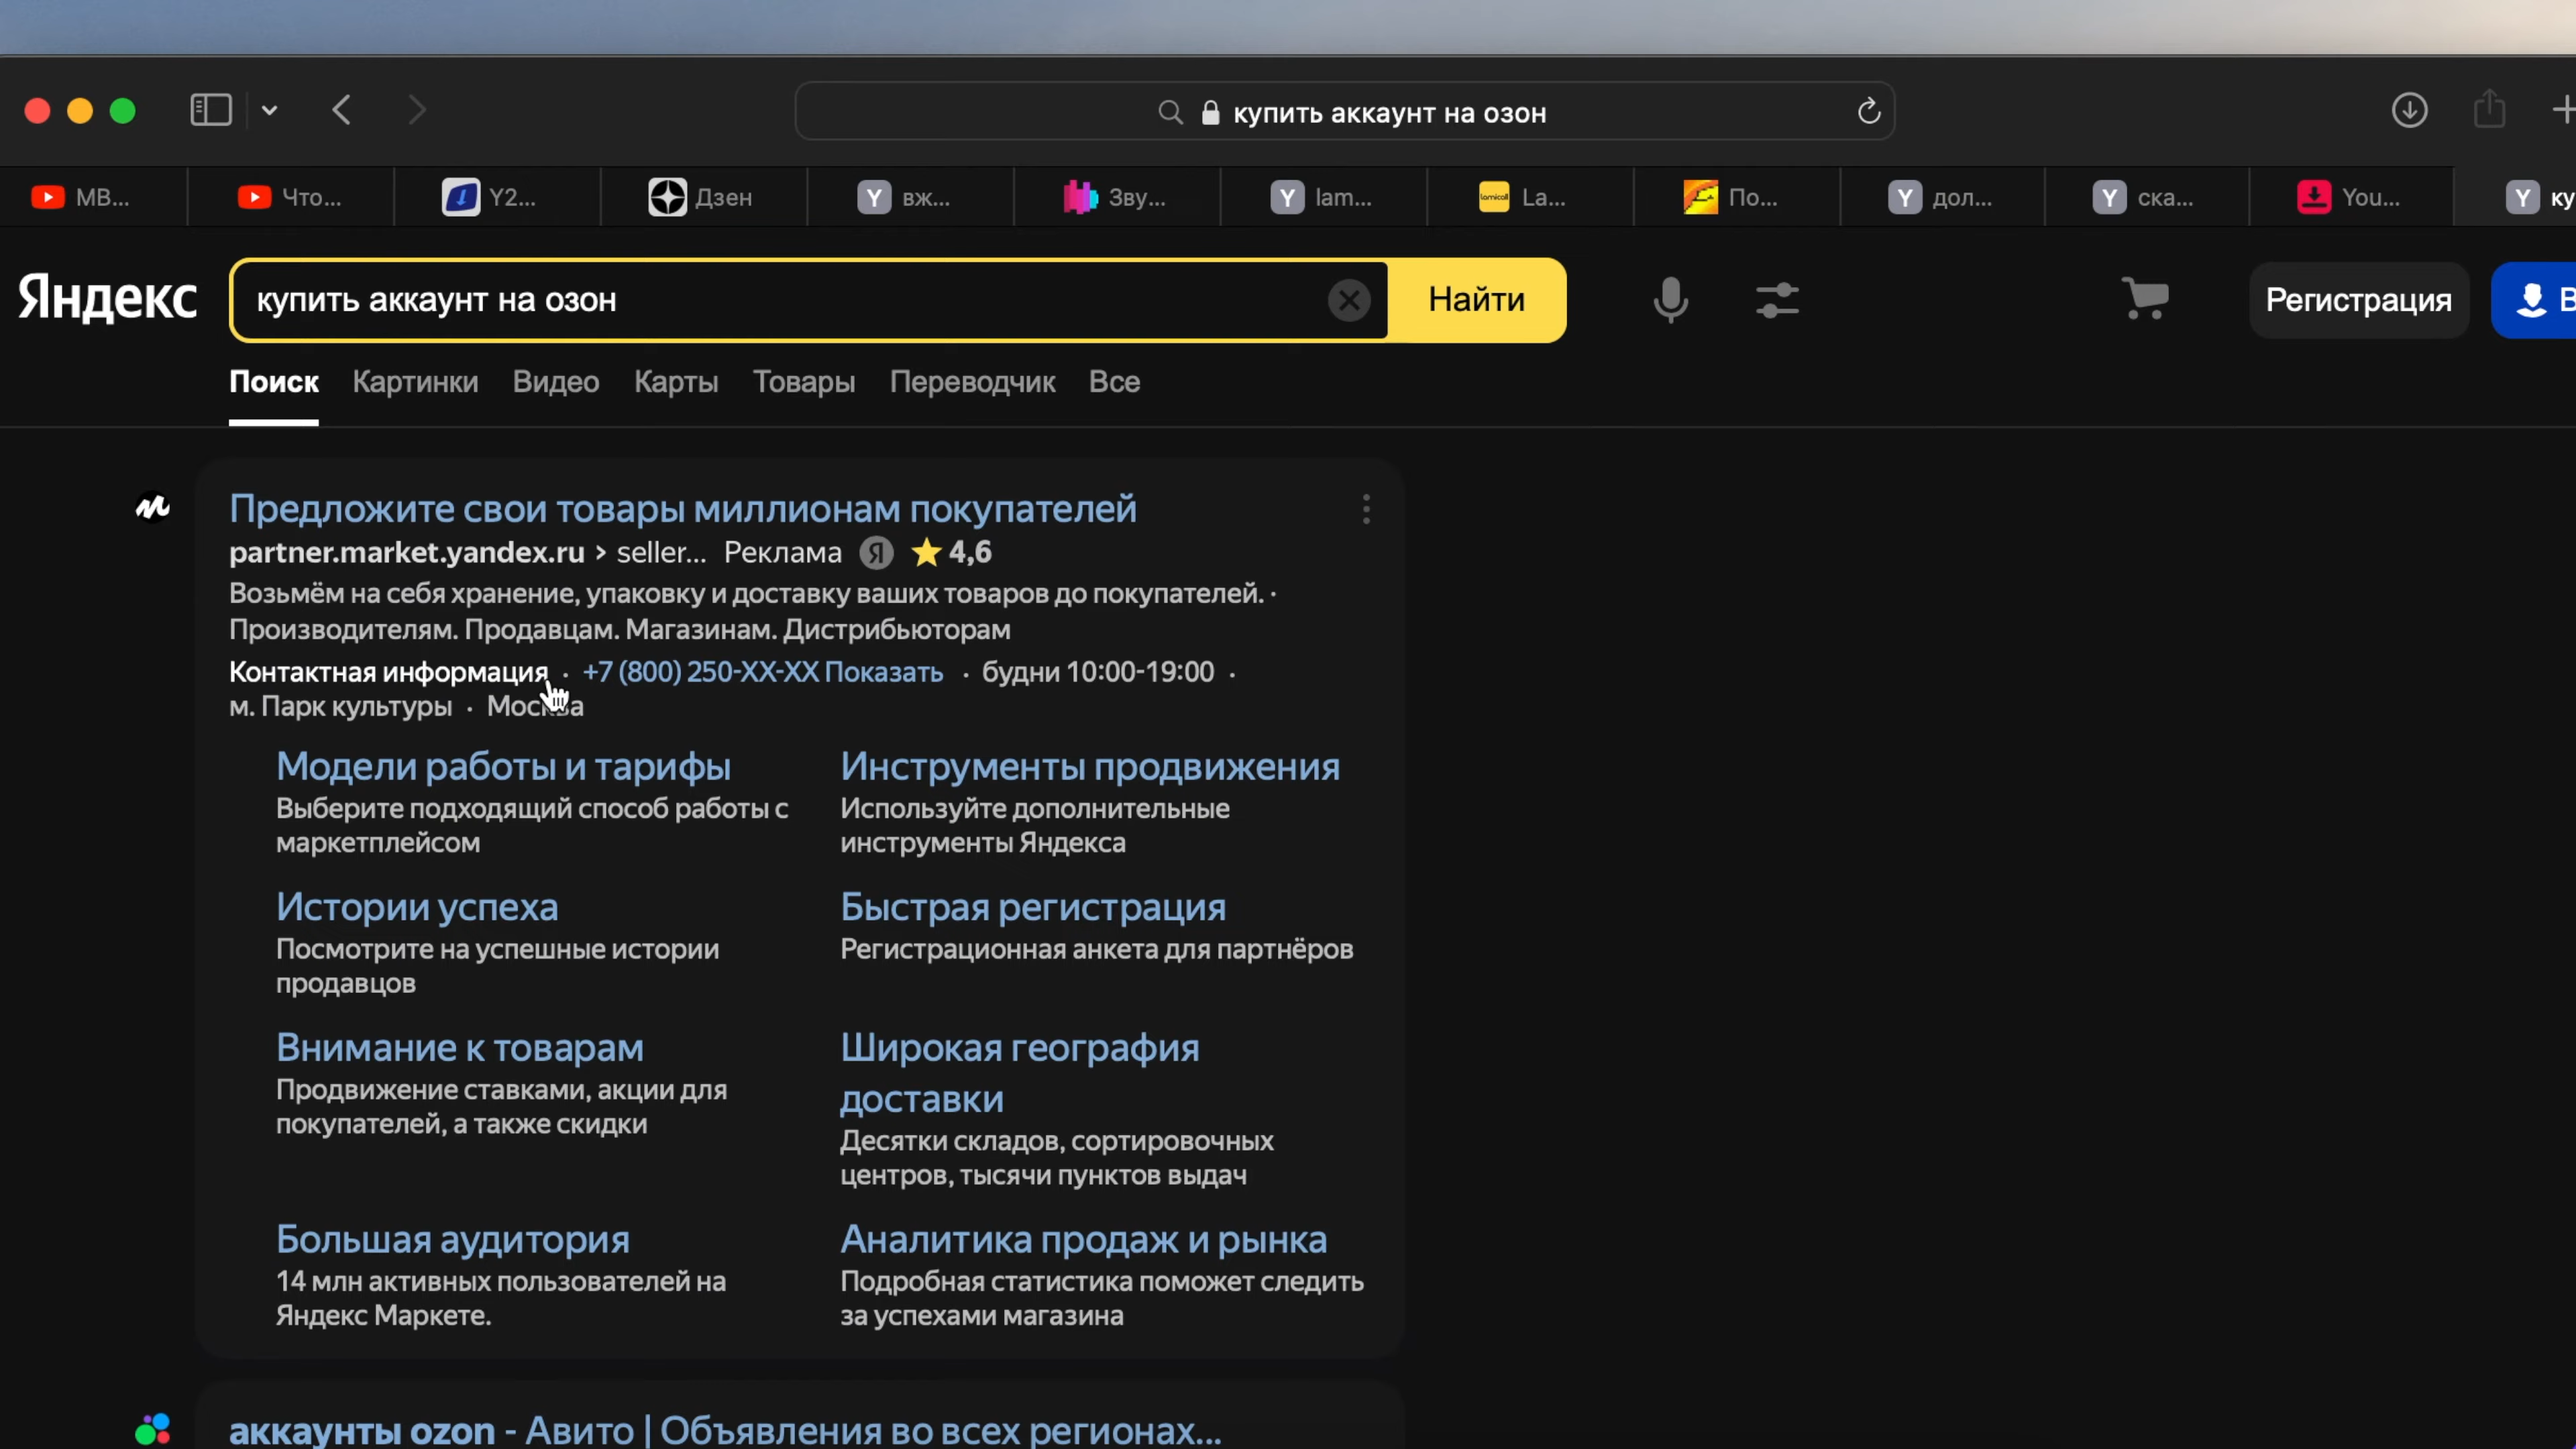 купить аккаунт на озон
МВ...
Что...
Y2...
Дзен
вж...
Зву...
lam...
La...
По...
дол...
ска...
You...
ку
Яндекс
купить аккаунт на озон
Найти
Регистрация
В
Поиск Картинки Видео Карты Товары Переводчик Все
Предложите свои товары миллионам покупателей
partner.market.yandex.ru › seller... Реклама Я 4,6
Возьмём на себя хранение, упаковку и доставку ваших товаров до покупателей. ·
Производителям. Продавцам. Магазинам. Дистрибьюторам
Контактная информация · +7 (800) 250-XX-XX Показать · будни 10:00-19:00 ·
м. Парк культуры · Москва
Модели работы и тарифы
Выберите подходящий способ работы с
маркетплейсом
Инструменты продвижения
Используйте дополнительные
инструменты Яндекса
Истории успеха
Посмотрите на успешные истории
продавцов
Быстрая регистрация
Регистрационная анкета для партнёров
Внимание к товарам
Продвижение ставками, акции для
покупателей, а также скидки
Широкая география
доставки
Десятки складов, сортировочных
центров, тысячи пунктов выдач
Большая аудитория
14 млн активных пользователей на
Яндекс Маркете.
Аналитика продаж и рынка
Подробная статистика поможет следить
за успехами магазина
аккаунты ozon - Авито | Объявления во всех регионах...